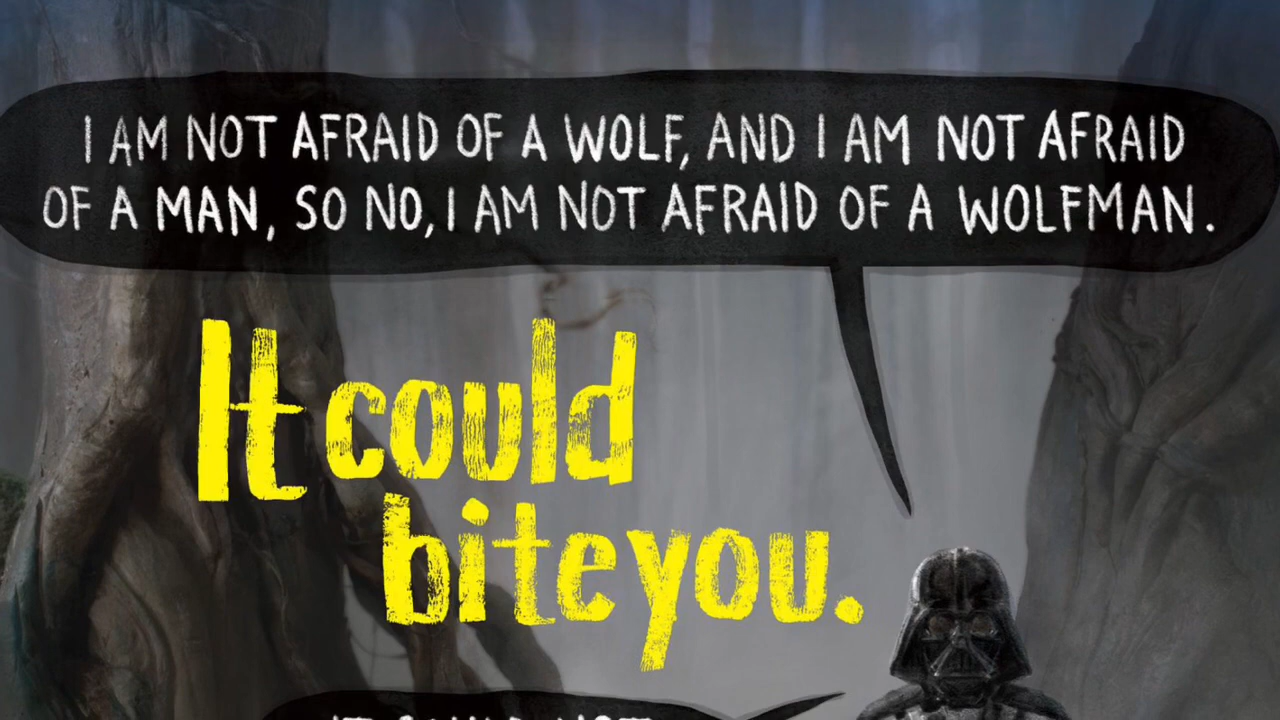 I AM NOT AFRAID OF A WOLF, AND I AM NOT AFRAID
OF A MAN, SO NO, I AM NOT AFRAID OF A WOLFMAN.
It could
bite you.